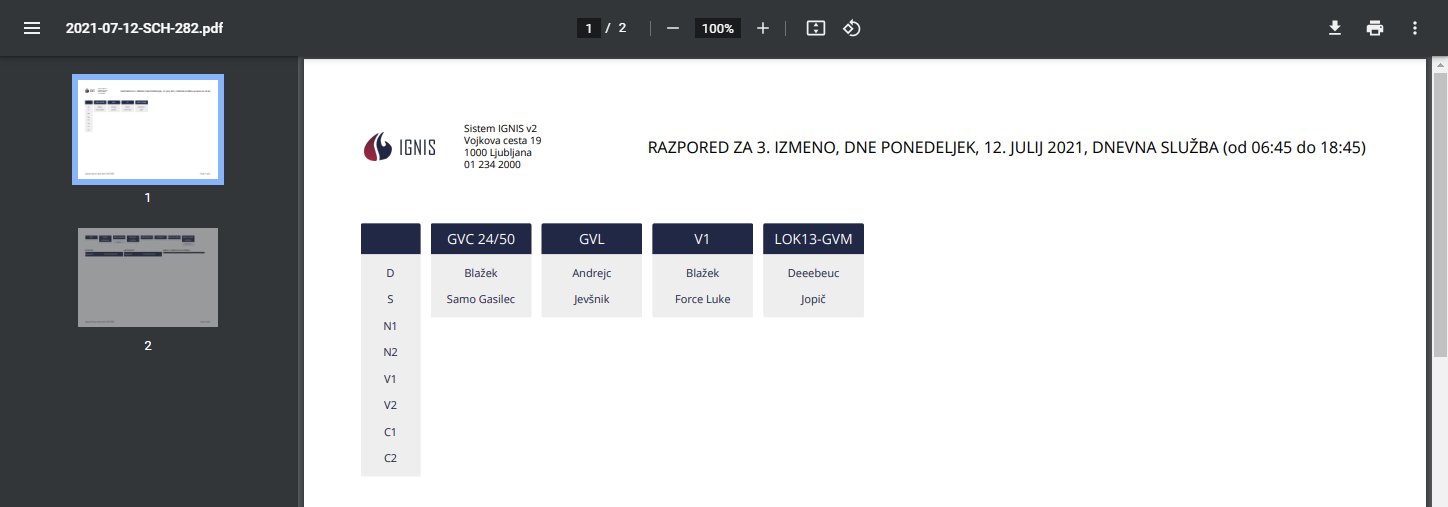 2021-07-12-SCH-282.pdf
1 / 2
100%
1
2
IGNIS
Sistem IGNIS v2
Vojkova cesta 19
1000 Ljubljana
01 234 2000
RAZPORED ZA 3. IZMENO, DNE PONEDELJEK, 12. JULIJ 2021, DNEVNA SLUŽBA (od 06:45 do 18:45)
GVC 24/50 GVL V1 LOK13-GVM
D Blažek Andrejc Blažek Deeebeuc
S Samo Gasilec Jevšnik Force Luke Jopič
N1
N2
V1
V2
C1
C2